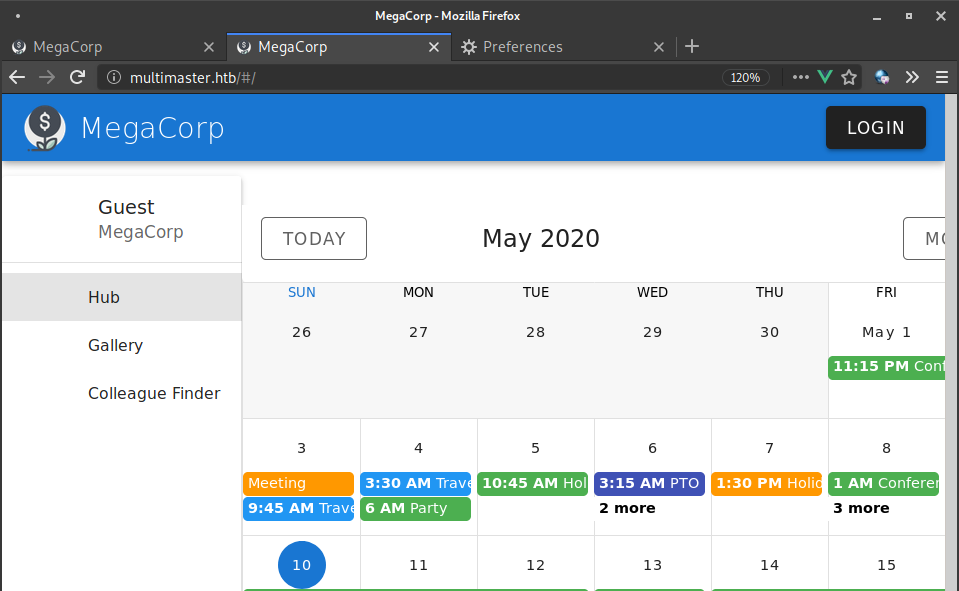 MegaCorp - Mozilla Firefox
MegaCorp
MegaCorp
Preferences
multimaster.htb/#/
120%
MegaCorp
LOGIN
Guest
MegaCorp
Hub
Gallery
Colleague Finder
TODAY
May 2020
MO
SUN MON TUE WED THU FRI
26 27 28 29 30 May 1
11:15 PM Conf
3 4 5 6 7 8
Meeting 3:30 AM Trave 10:45 AM Hol 3:15 AM PTO 1:30 PM Holid 1 AM Conferen
9:45 AM Trave 6 AM Party 2 more 3 more
10 11 12 13 14 15